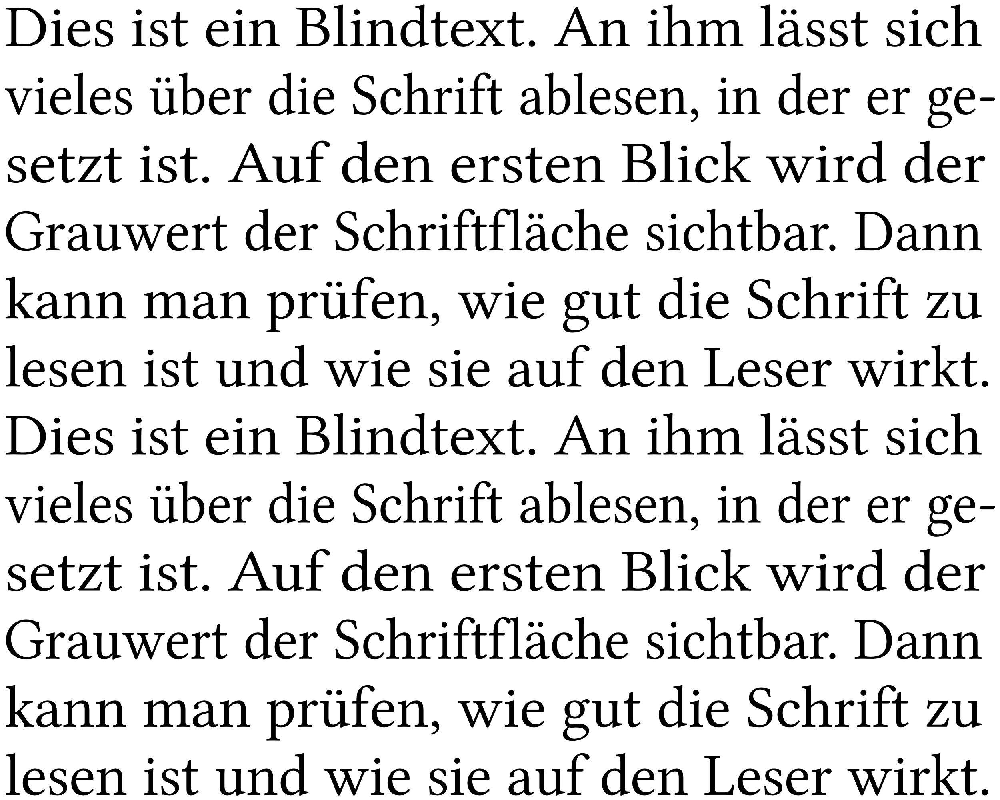 Dies ist ein Blindtext. An ihm lässt sich
vieles über die Schrift ablesen, in der er ge-
setzt ist. Auf den ersten Blick wird der
Grauwert der Schriftfläche sichtbar. Dann
kann man prüfen, wie gut die Schrift zu
lesen ist und wie sie auf den Leser wirkt.
Dies ist ein Blindtext. An ihm lässt sich
vieles über die Schrift ablesen, in der er ge-
setzt ist. Auf den ersten Blick wird der
Grauwert der Schriftfläche sichtbar. Dann
kann man prüfen, wie gut die Schrift zu
lesen ist und wie sie auf den Leser wirkt.